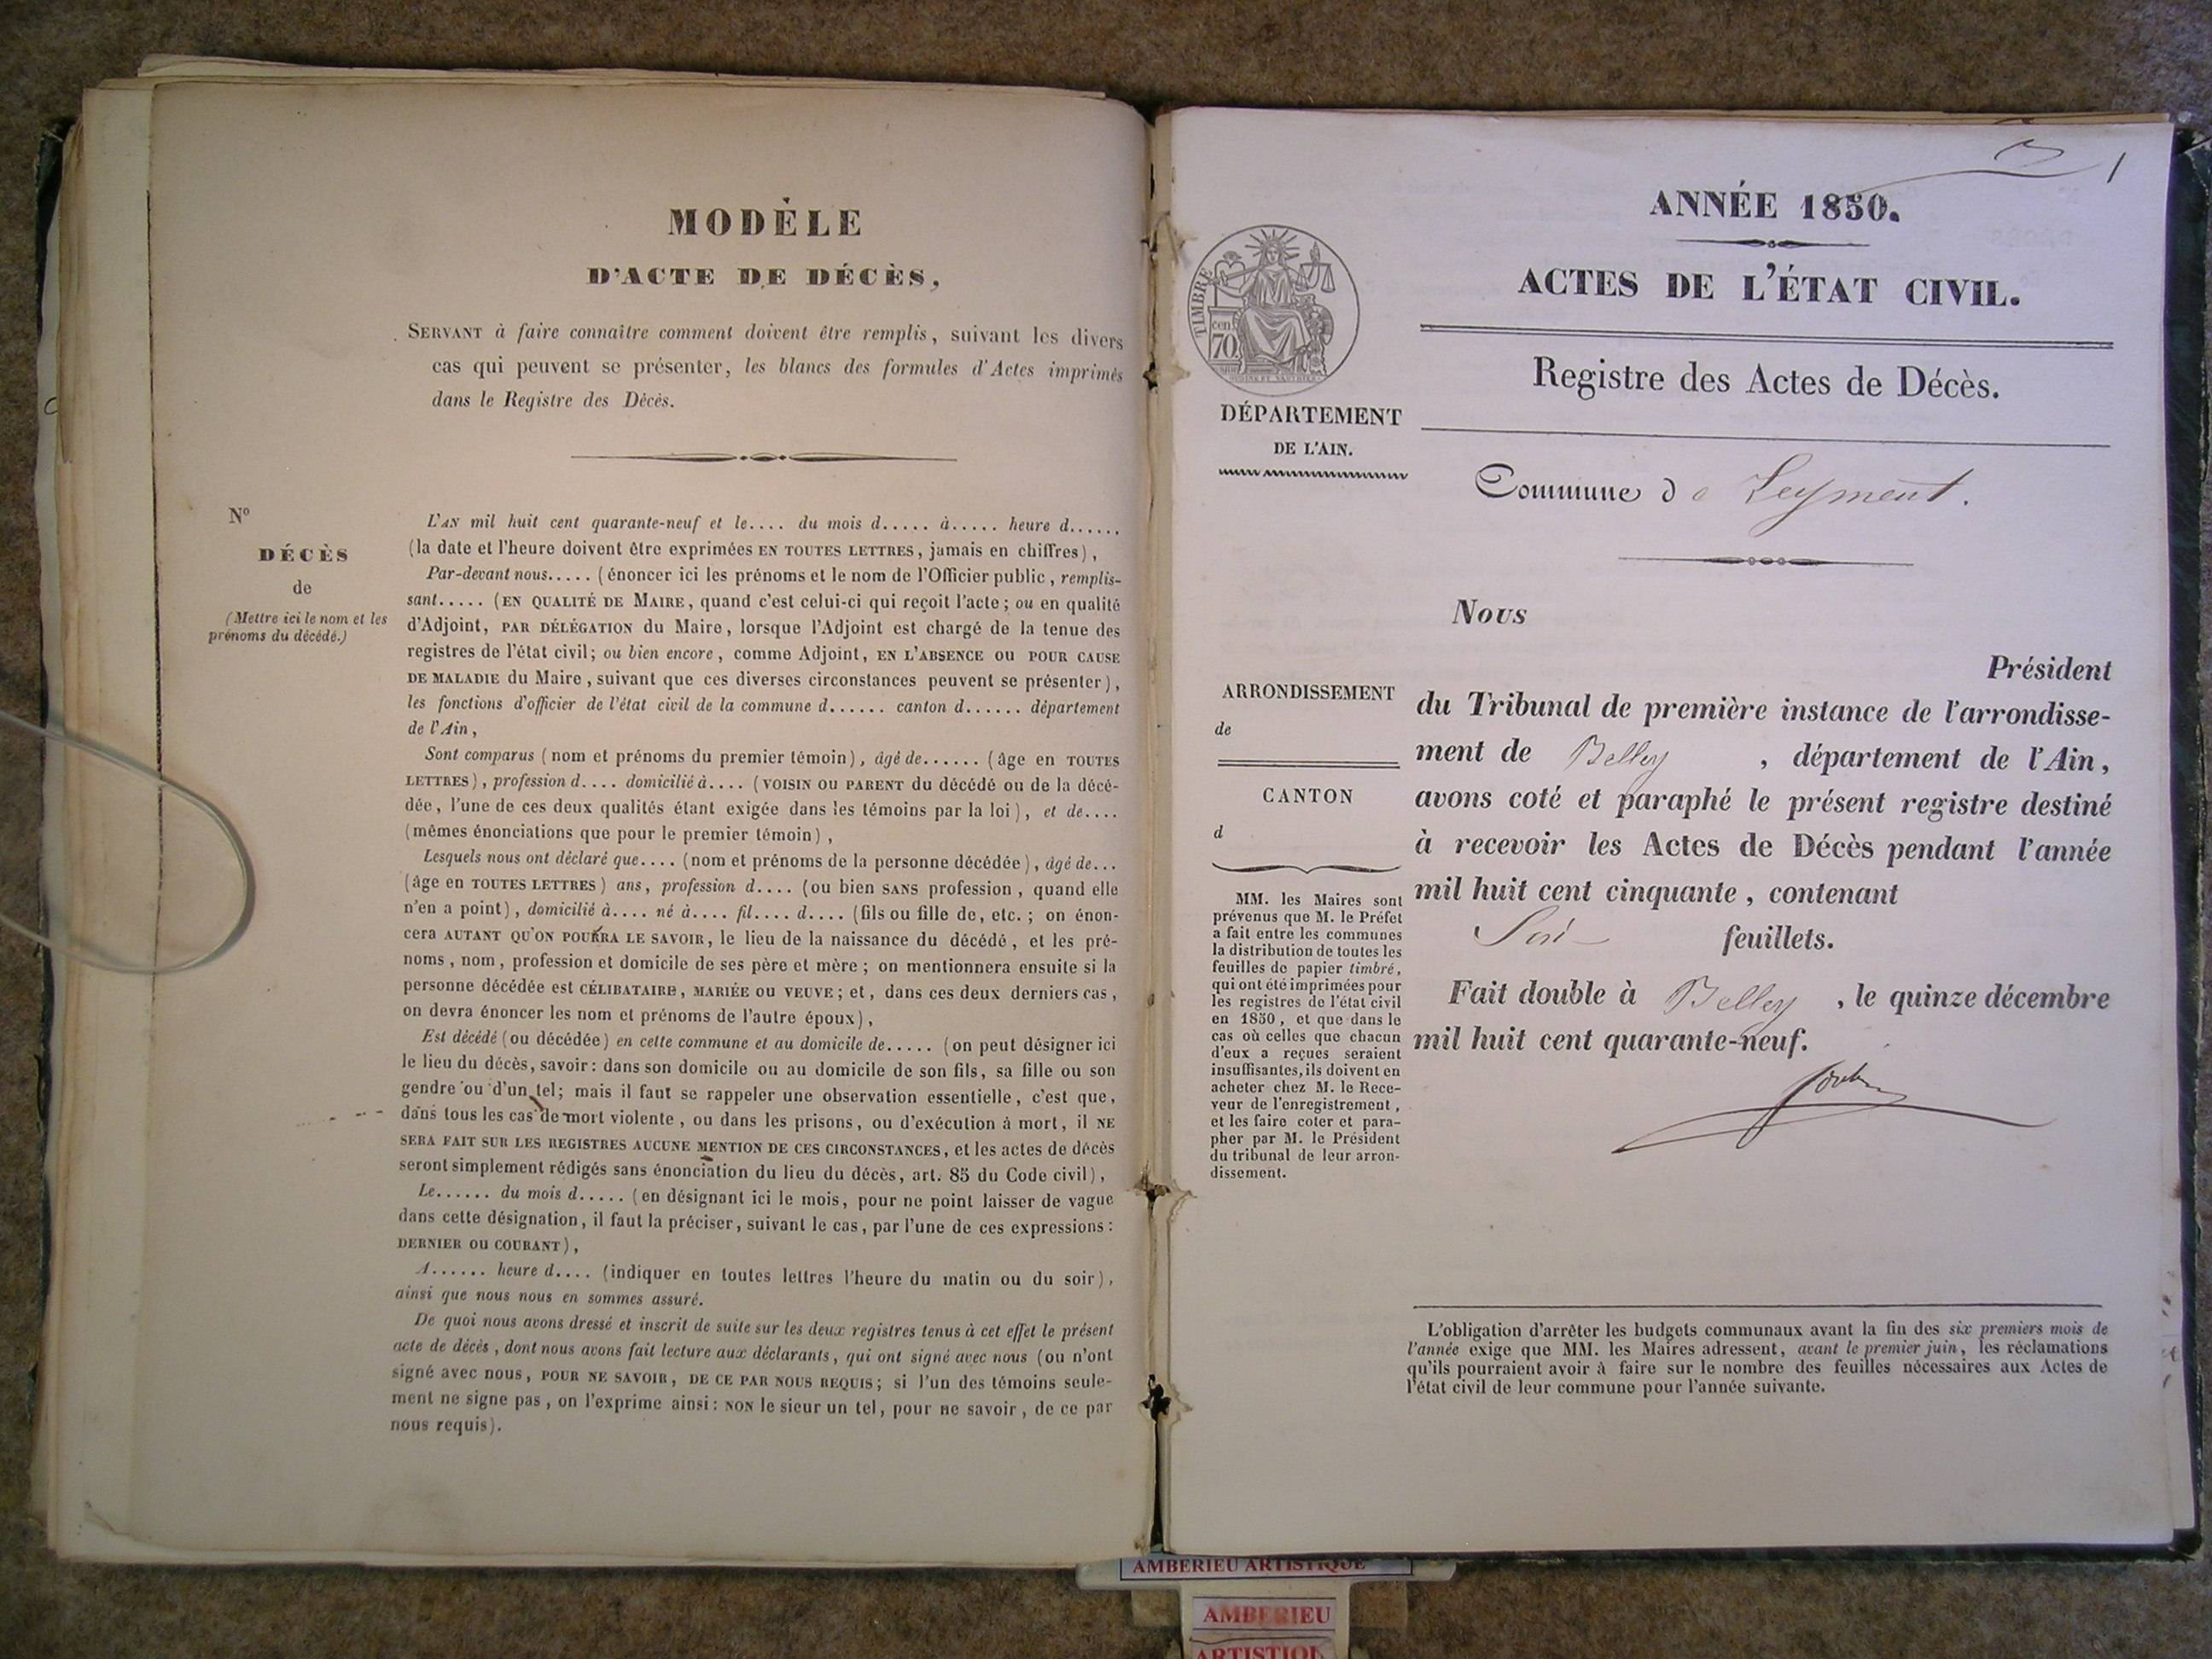 MODÈLE
D'ACTE DE DÉCÈS,
SERVANT à faire connaître comment doivent être remplis, suivant les divers
cas qui peuvent se présenter, les blancs des formules d'Actes imprimés
dans le Registre des Décès.
N°
DÉCÈS
de
(Mettre ici le nom et les
prénoms du décédé.)
L'AN mil huit cent quarante-neuf et le.... du mois d..... à..... heure d......
(la date et l'heure doivent être exprimées EN TOUTES LETTRES, jamais en chiffres),
Par-devant nous..... (énoncer ici les prénoms et le nom de l'Officier public, remplis-
sant..... (EN QUALITÉ DE MAIRE, quand c'est celui-ci qui reçoit l'acte; ou en qualité
d'Adjoint, PAR DÉLÉGATION du Maire, lorsque l'Adjoint est chargé de la tenue des
registres de l'état civil; ou bien encore, comme Adjoint, EN L'ABSENCE OU POUR CAUSE
DE MALADIE du Maire, suivant que ces diverses circonstances peuvent se présenter),
les fonctions d'officier de l'état civil de la commune d...... canton d...... département
de l'Ain,
Sont comparus (nom et prénoms du premier témoin), âgé de...... (âge en TOUTES
LETTRES), profession d.... domicilié à.... (VOISIN OU PARENT du décédé ou de la décé-
dée, l'une de ces deux qualités étant exigée dans les témoins par la loi), et de....
(mêmes énonciations que pour le premier témoin),
Lesquels nous ont déclaré que.... (nom et prénoms de la personne décédée), âgé de...
(âge en TOUTES LETTRES) ans, profession d.... (ou bien SANS profession, quand elle
n'en a point), domicilié à.... né à.... fil.... d.... (fils ou fille de, etc.; on énon-
cera AUTANT QU'ON POURRA LE SAVOIR, le lieu de la naissance du décédé, et les pré-
noms, nom, profession et domicile de ses père et mère; on mentionnera ensuite si la
personne décédée est CÉLIBATAIRE, MARIÉE OU VEUVE; et, dans ces deux derniers cas,
on devra énoncer les nom et prénoms de l'autre époux),
Est décédé (ou décédée) en cette commune et au domicile de..... (on peut désigner ici
le lieu du décès, savoir: dans son domicile ou au domicile de son fils, sa fille ou son
gendre ou d'un tel; mais il faut se rappeler une observation essentielle, c'est que,
dans tous les cas de mort violente, ou dans les prisons, ou d'exécution à mort, il NE
SERA FAIT SUR LES REGISTRES AUCUNE MENTION DE CES CIRCONSTANCES, et les actes de décès
seront simplement rédigés sans énonciation du lieu du décès, art. 85 du Code civil),
Le...... du mois d..... (en désignant ici le mois, pour ne point laisser de vague
dans cette désignation, il faut la préciser, suivant le cas, par l'une de ces expressions:
DERNIER OU COURANT),
A...... heure d.... (indiquer en toutes lettres l'heure du matin ou du soir),
ainsi que nous nous en sommes assuré.
De quoi nous avons dressé et inscrit de suite sur les deux registres tenus à cet effet le présent
acte de décès, dont nous avons fait lecture aux déclarants, qui ont signé avec nous (ou n'ont
signé avec nous, POUR NE SAVOIR, DE CE PAR NOUS REQUIS; si l'un des témoins seule-
ment ne signe pas, on l'exprime ainsi: NON le sieur un tel, pour ne savoir, de ce par
nous requis).
1
ANNÉE 1850.
ACTES DE L'ÉTAT CIVIL.
Registre des Actes de Décès.
TIMBRE
cen
70
DÉPARTEMENT
DE L'AIN.
Commune de Leyment.
Nous
Président
du Tribunal de première instance de l'arrondisse-
ment de Belley, département de l'Ain,
avons coté et paraphé le présent registre destiné
à recevoir les Actes de Décès pendant l'année
mil huit cent cinquante, contenant
feuillets.
Fait double à Belley, le quinze décembre
mil huit cent quarante-neuf.
ARRONDISSEMENT
de
CANTON
d
MM. les Maires sont
prévenus que M. le Préfet
a fait entre les communes
la distribution de toutes les
feuilles de papier timbré,
qui ont été imprimées pour
les registres de l'état civil
en 1850, et que dans le
cas où celles que chacun
d'eux a reçues seraient
insuffisantes, ils doivent en
acheter chez M. le Rece-
veur de l'enregistrement,
et les faire coter et para-
pher par M. le Président
du tribunal de leur arron-
dissement.
L'obligation d'arrêter les budgets communaux avant la fin des six premiers mois de
l'année exige que MM. les Maires adressent, avant le premier juin, les réclamations
qu'ils pourraient avoir à faire sur le nombre des feuilles nécessaires aux Actes de
l'état civil de leur commune pour l'année suivante.
AMBERIEU ARTISTIQUE
AMBERIEU